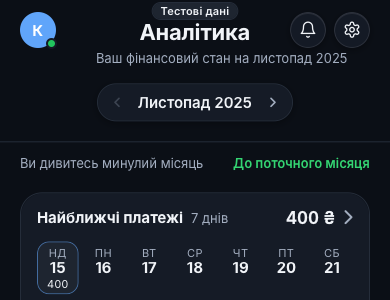 Тестові дані
К
Аналітика
Ваш фінансовий стан на листопад 2025
Листопад 2025
Ви дивитесь минулий місяць До поточного місяця
Найближчі платежі 7 днів 400 ₴
НД ПН ВТ СР ЧТ ПТ СБ
15 16 17 18 19 20 21
400